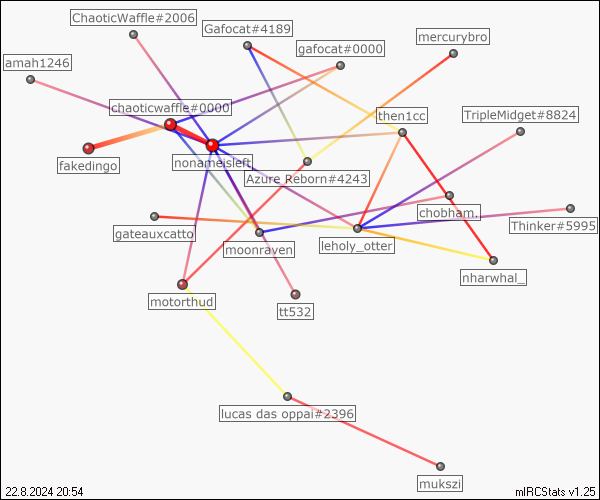 ChaoticWaffle#2006
Gafocat#4189
mercurybro
gafocat#0000
amah1246
chaoticwaffle#0000
then1cc
TripleMidget#8824
fakedingo
nonameisleft
Azure Reborn#4243
chobham.
Thinker#5995
gateauxcatto
moonraven
leholy_otter
nharwhal_
motorthud
tt532
lucas das oppai#2396
mukszi
22.8.2024 20:54
mIRCStats v1.25